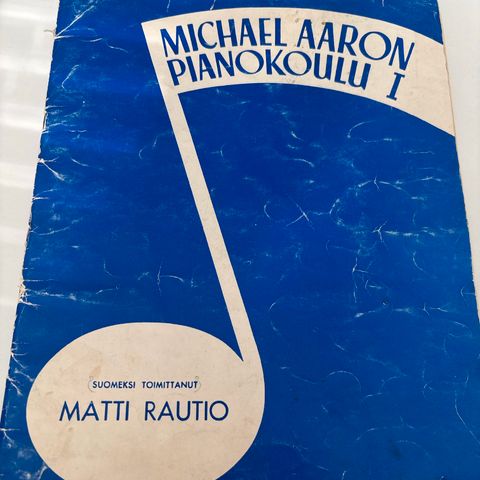 MICHAEL AARON
PIANOKOULU I
SUOMEKSI TOIMITTANUT
MATTI RAUTIO